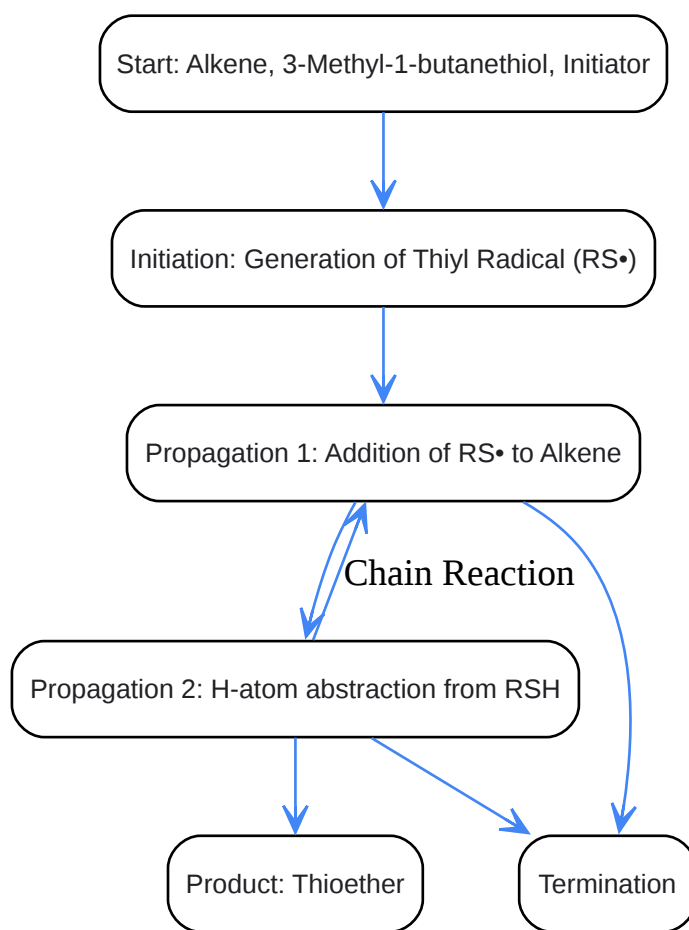 Start: Alkene, 3-Methyl-1-butanethiol, Initiator
Initiation: Generation of Thiyl Radical (RS•)
Propagation 1: Addition of RS• to Alkene
Chain Reaction
Propagation 2: H-atom abstraction from RSH
Product: Thioether
Termination